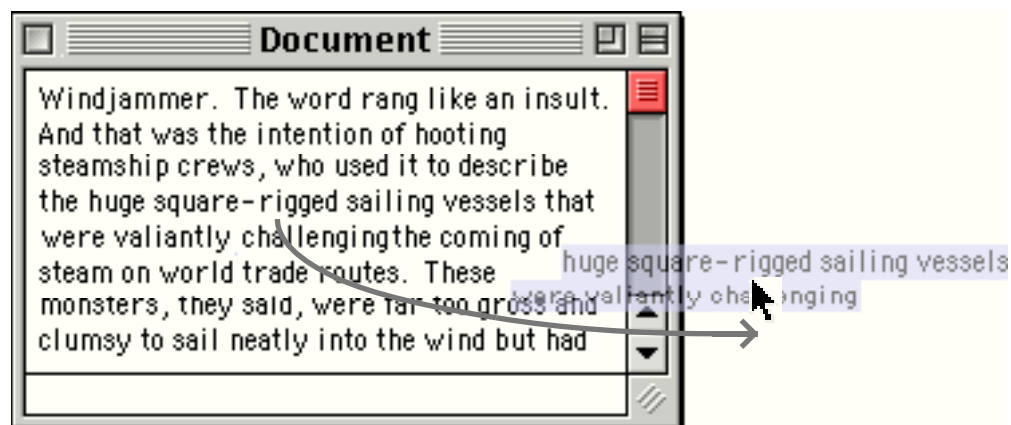 Document
Windjammer. The word rang like an insult.
And that was the intention of hooting
steamship crews, who used it to describe
the huge square-rigged sailing vessels that
were valiantly challengingthe coming of
steam on world trade routes. These
monsters, they said, were far too gross and
clumsy to sail neatly into the wind but had
huge square-rigged sailing vessels
were valiantly challenging